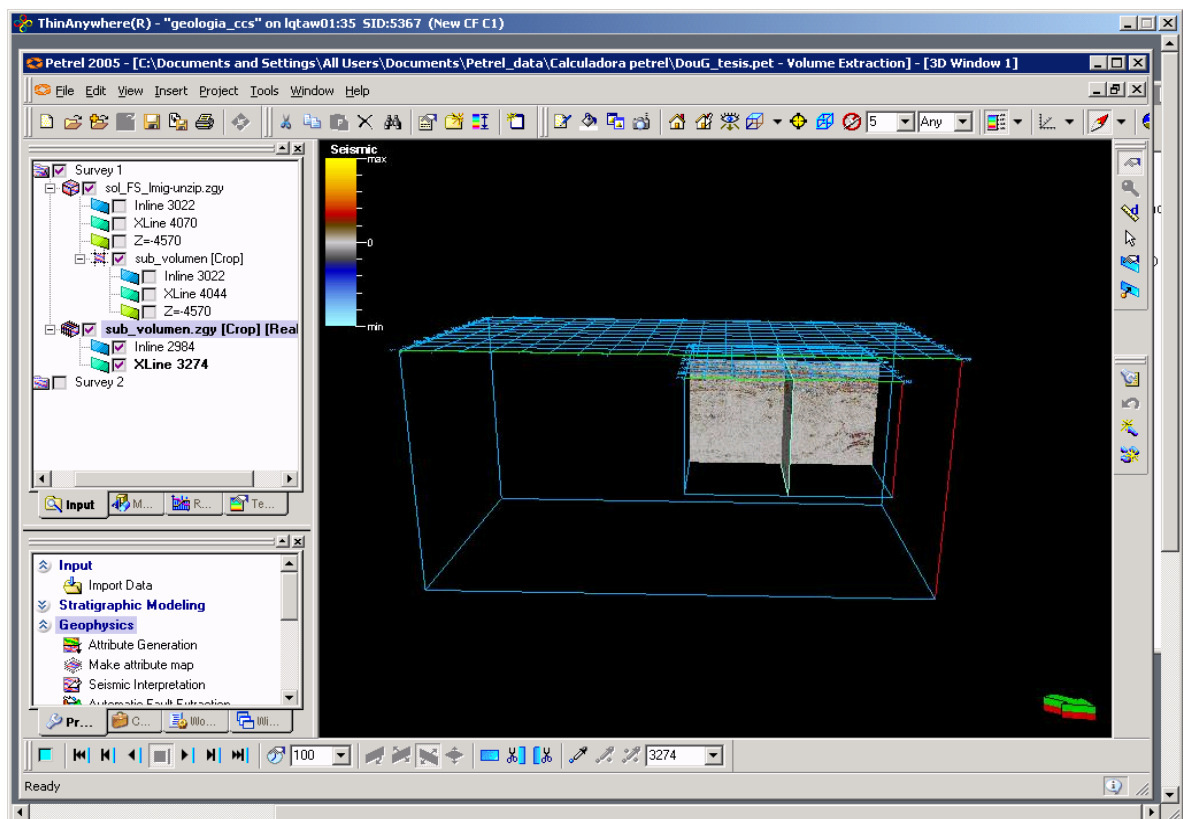 ThinAnywhere(R) - "geologia_ccs" on lqtaw01:35 SID:5367 (New CF C1)
Petrel 2005 - [C:\Documents and Settings\All Users\Documents\Petrel_data\Calculadora petrel\DouG_tesis.pet - Volume Extraction] - [3D Window 1]
File Edit View Insert Project Tools Window Help
5 Any
Survey 1
sol_FS_lmig-unzip.zgy
Inline 3022
XLine 4070
Z=-4570
sub_volumen [Crop]
Inline 3022
XLine 4044
Z=-4570
sub_volumen.zgy [Crop] [Real
Inline 2984
XLine 3274
Survey 2
Input M... R... Te...
Seismic
max
0
min
Input
Import Data
Stratigraphic Modeling
Geophysics
Attribute Generation
Make attribute map
Seismic Interpretation
Automatic Fault Extraction
Pr... C... Wo... Wi...
100 3274
Ready